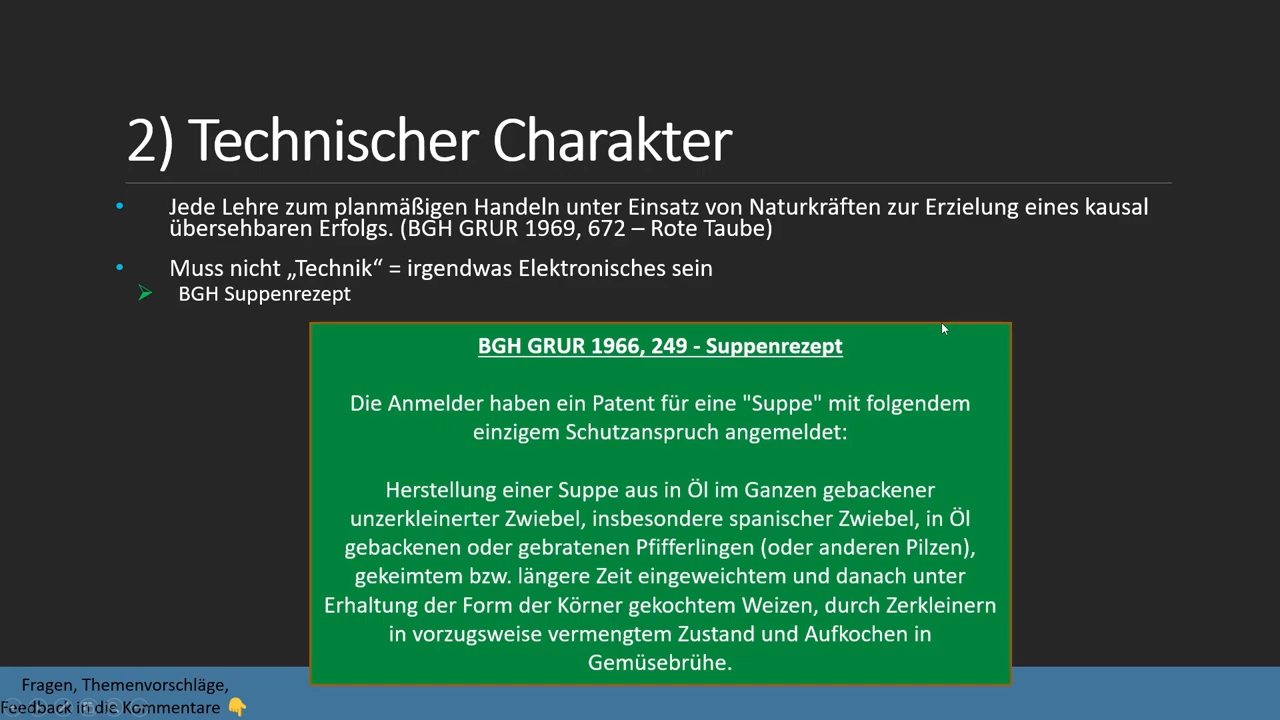 2) Technischer Charakter
• Jede Lehre zum planmäßigen Handeln unter Einsatz von Naturkräften zur Erzielung eines kausal
übersehbaren Erfolgs. (BGH GRUR 1969, 672 – Rote Taube)
• Muss nicht „Technik“ = irgendwas Elektronisches sein
➢ BGH Suppenrezept
BGH GRUR 1966, 249 - Suppenrezept
Die Anmelder haben ein Patent für eine "Suppe" mit folgendem
einzigem Schutzanspruch angemeldet:
Herstellung einer Suppe aus in Öl im Ganzen gebackener
unzerkleinerter Zwiebel, insbesondere spanischer Zwiebel, in Öl
gebackenen oder gebratenen Pfifferlingen (oder anderen Pilzen),
gekeimtem bzw. längere Zeit eingeweichtem und danach unter
Erhaltung der Form der Körner gekochtem Weizen, durch Zerkleinern
in vorzugsweise vermengtem Zustand und Aufkochen in
Gemüsebrühe.
Fragen, Themenvorschläge,
Feedback in die Kommentare 👇